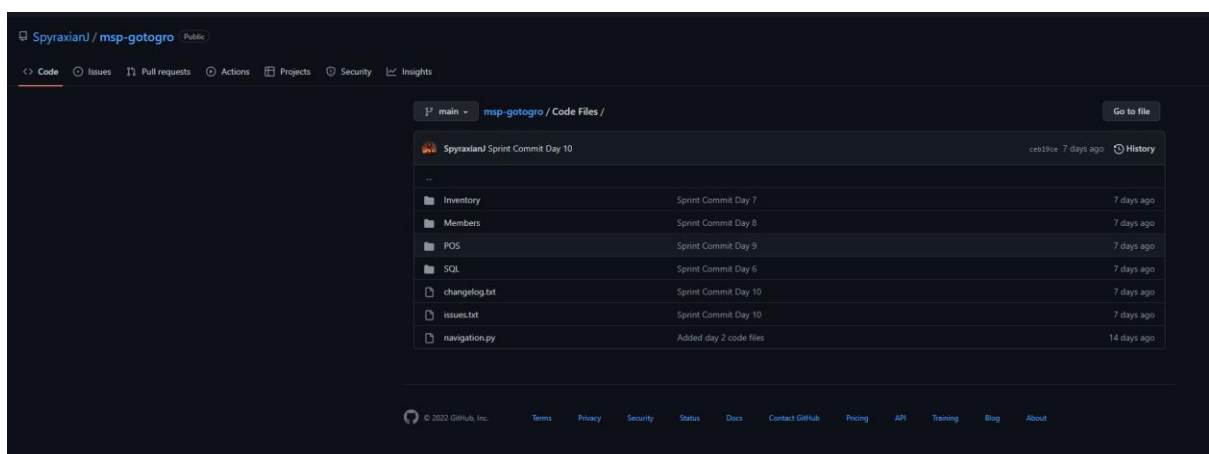 SpyraxianJ / msp-gotogro Public
Code Issues Pull requests Actions Projects Security Insights
main msp-gotogro / Code Files / Go to file
SpyraxianJ Sprint Commit Day 10 ceb19ce 7 days ago History
..
Inventory Sprint Commit Day 7 7 days ago
Members Sprint Commit Day 8 7 days ago
POS Sprint Commit Day 9 7 days ago
SQL Sprint Commit Day 6 7 days ago
changelog.txt Sprint Commit Day 10 7 days ago
issues.txt Sprint Commit Day 10 7 days ago
navigation.py Added day 2 code files 14 days ago
© 2022 GitHub, Inc. Terms Privacy Security Status Docs Contact GitHub Pricing API Training Blog About